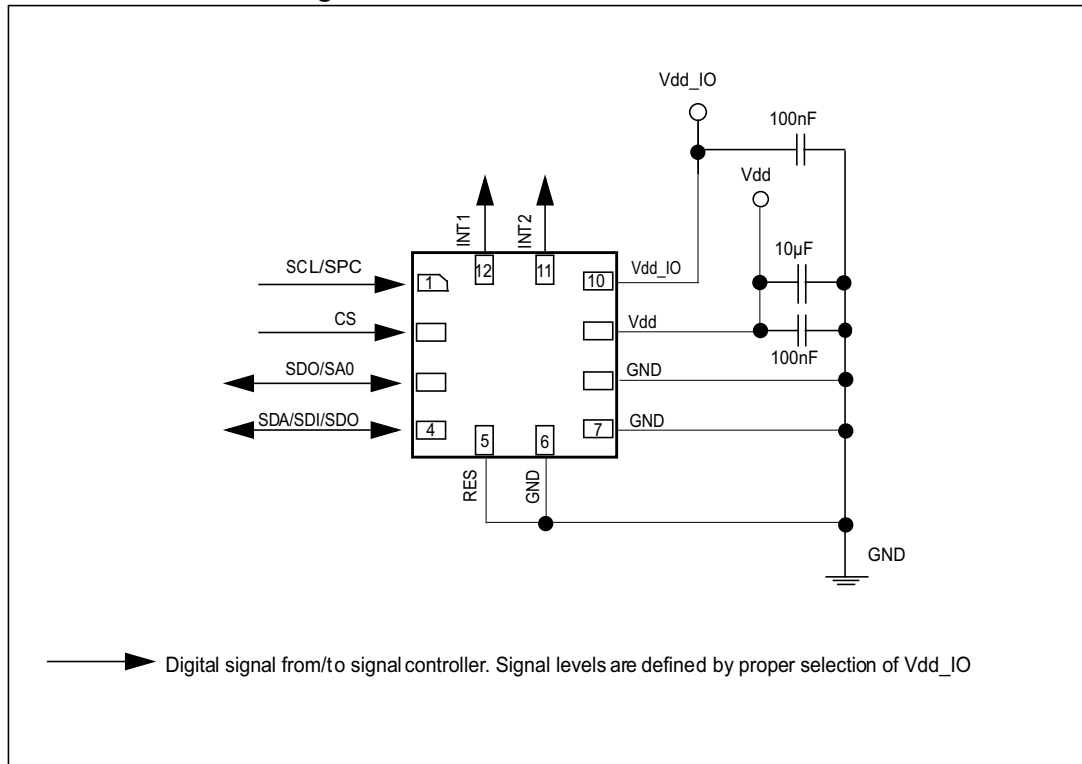 Vdd_IO
100nF
Vdd
INT1
INT2
10µF
SCL/SPC
1
12
11
10
Vdd_IO
CS
Vdd
100nF
SDO/SA0
GND
SDA/SDI/SDO
4
5
6
7
GND
RES
GND
GND
Digital signal from/to signal controller. Signal levels are defined by proper selection of Vdd_IO